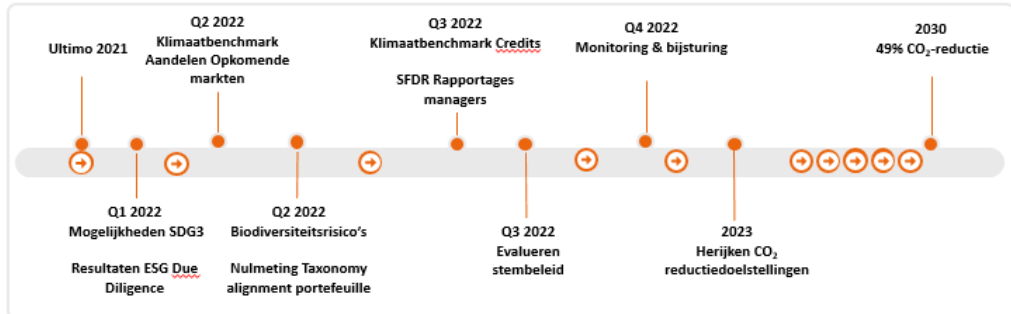 Ultimo 2021
Q2 2022
Klimaatbenchmark
Aandelen Opkomende
markten
Q3 2022
Klimaatbenchmark Credits
SFDR Rapportages
managers
Q4 2022
Monitoring & bijsturing
2030
49% CO₂-reductie
Q1 2022
Mogelijkheden SDG3
Resultaten ESG Due
Diligence
Q2 2022
Biodiversiteitsrisico's
Nulmeting Taxonomy
alignment portefeuille
Q3 2022
Evalueren
stembeleid
2023
Herijken CO₂
reductiedoelstellingen